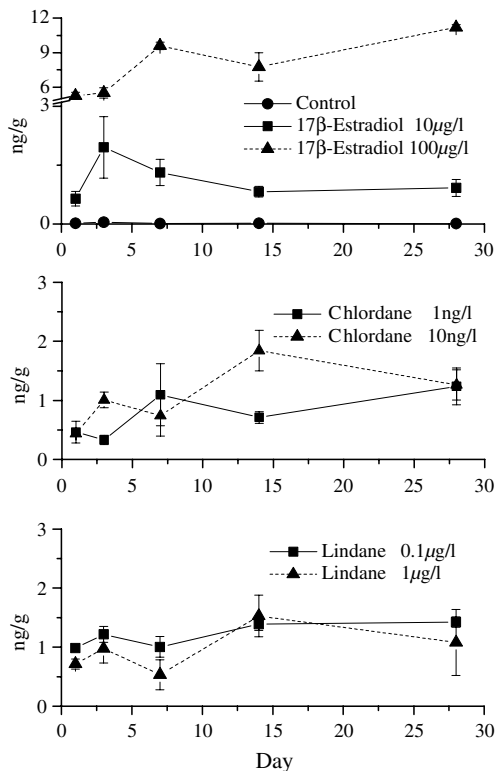 12
9
6
3
0
ng/g
Control
17β-Estradiol 10µg/l
17β-Estradiol 100µg/l
0 5 10 15 20 25 30
3
2
1
0
ng/g
Chlordane 1ng/l
Chlordane 10ng/l
0 5 10 15 20 25 30
3
2
1
0
ng/g
Lindane 0.1µg/l
Lindane 1µg/l
0 5 10 15 20 25 30
Day